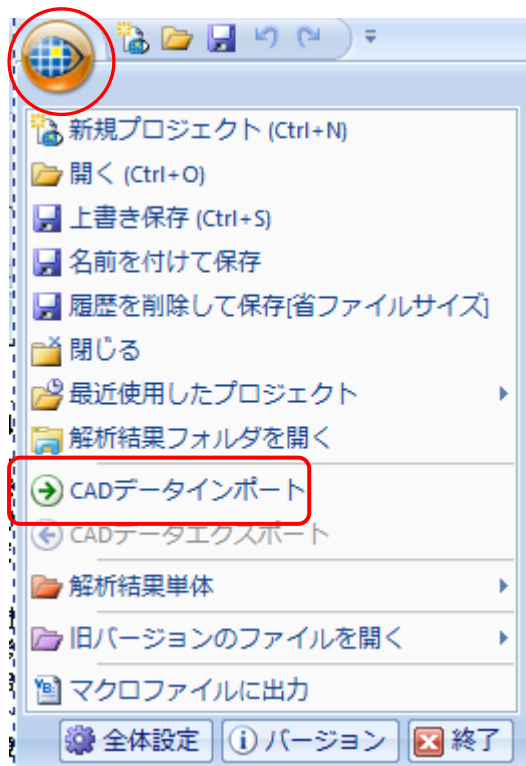 新規プロジェクト (Ctrl+N)
開く (Ctrl+O)
上書き保存 (Ctrl+S)
名前を付けて保存
履歴を削除して保存[省ファイルサイズ]
閉じる
最近使用したプロジェクト
解析結果フォルダを開く
CADデータインポート
CADデータエクスポート
解析結果単体
旧バージョンのファイルを開く
マクロファイルに出力
全体設定 バージョン 終了